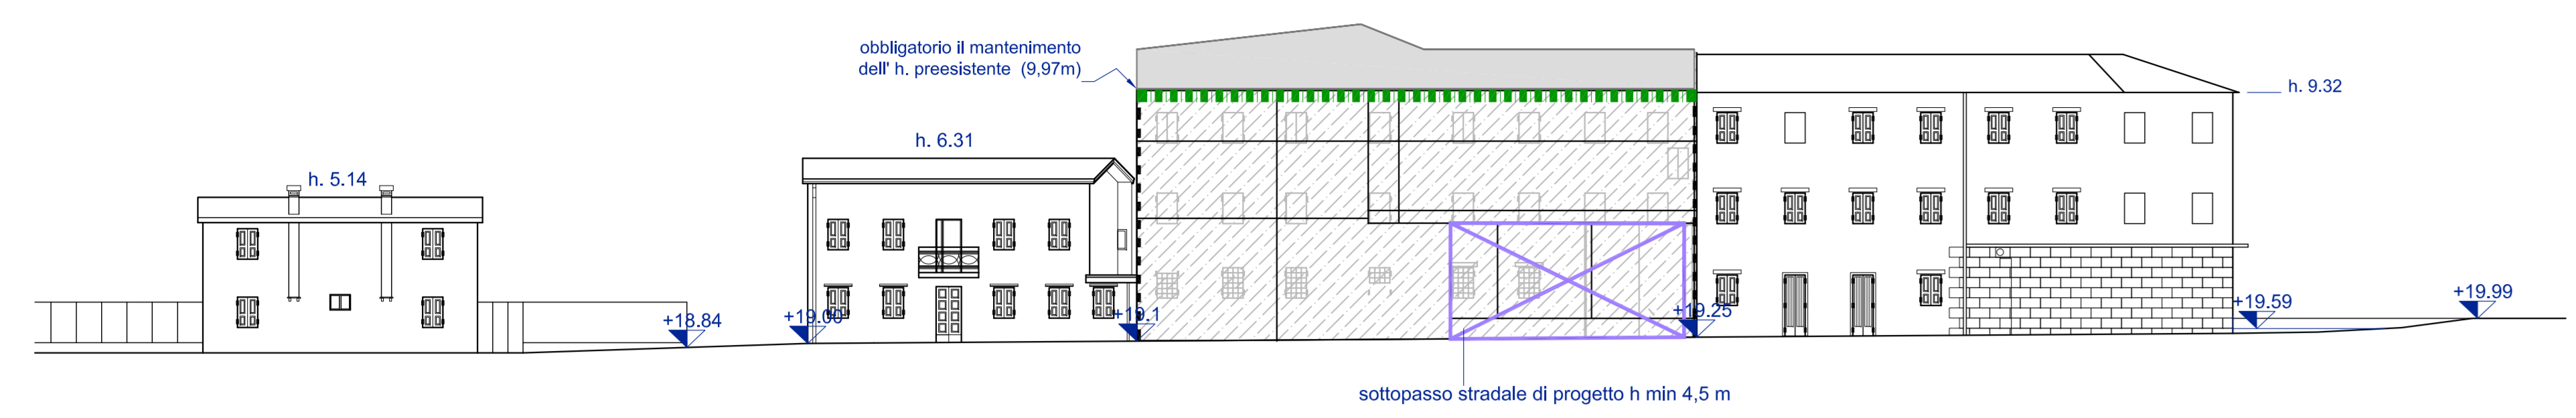 obbligatorio il mantenimento
dell' h. preesistente (9,97m)
h. 9.32
h. 6.31
h. 5.14
+18.84
+19.00
+19.1
+19.25
+19.59
+19.99
sottopasso stradale di progetto h min 4,5 m